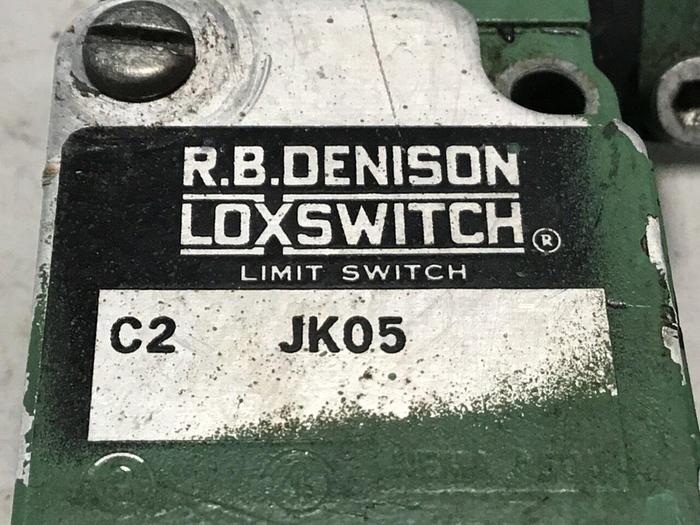 R.B.DENISON
LOXSWITCH ®
LIMIT SWITCH
C2 JK05